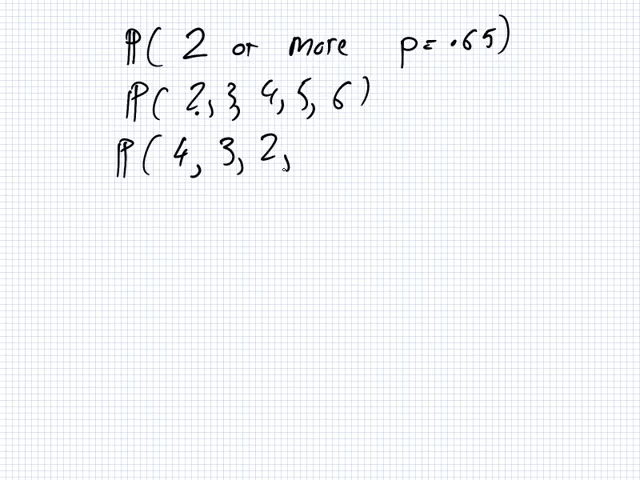 ℙ( 2 or more p = .65)
ℙ( 2, 3 4, 5, 6 )
ℙ( 4, 3, 2,